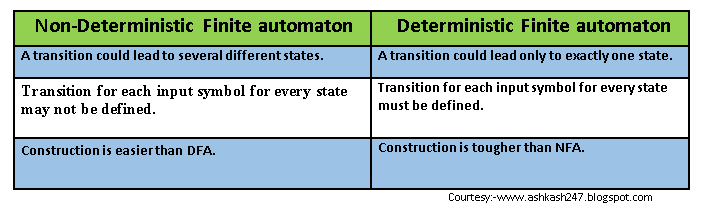 Non-Deterministic Finite automaton
Deterministic Finite automaton
A transition could lead to several different states.
A transition could lead only to exactly one state.
Transition for each input symbol for every state
may not be defined.
Transition for each input symbol for every state
must be defined.
Construction is easier than DFA.
Construction is tougher than NFA.
Courtesy:-www.ashkash247.blogspot.com